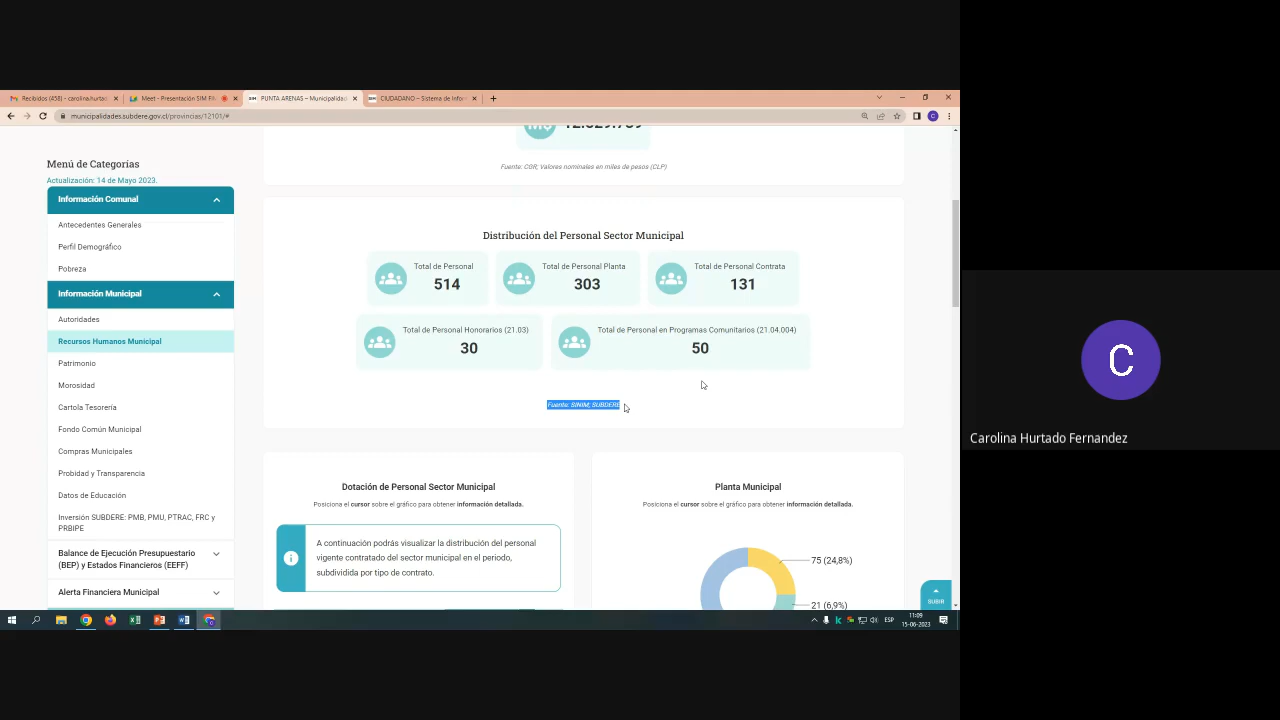 Recibidos (458) - carolina.hurta
Meet - Presentación SIM FI
PUNTA ARENAS – Municipalidad
CIUDADANO – Sistema de Infor
municipalidades.subdere.gov.cl/provincias/12101/#
Menú de Categorías
Actualización: 14 de Mayo 2023.
Información Comunal
Antecedentes Generales
Perfil Demográfico
Pobreza
Información Municipal
Autoridades
Recursos Humanos Municipal
Patrimonio
Morosidad
Cartola Tesorería
Fondo Común Municipal
Compras Municipales
Probidad y Transparencia
Datos de Educación
Inversión SUBDERE: PMB, PMU, PTRAC, FRC y
PRBIPE
Balance de Ejecución Presupuestario
(BEP) y Estados Financieros (EEFF)
Alerta Financiera Municipal
Fuente: CGR; Valores nominales en miles de pesos (CLP)
Distribución del Personal Sector Municipal
Total de Personal
514
Total de Personal Planta
303
Total de Personal Contrata
131
Total de Personal Honorarios (21.03)
30
Total de Personal en Programas Comunitarios (21.04.004)
50
Fuente: SINIM; SUBDERE
Dotación de Personal Sector Municipal
Posiciona el cursor sobre el gráfico para obtener información detallada.
A continuación podrás visualizar la distribución del personal
vigente contratado del sector municipal en el periodo,
subdividida por tipo de contrato.
Planta Municipal
Posiciona el cursor sobre el gráfico para obtener información detallada.
75 (24,8%)
21 (6,9%)
SUBIR
ESP
11:09
15-06-2023
C
Carolina Hurtado Fernandez